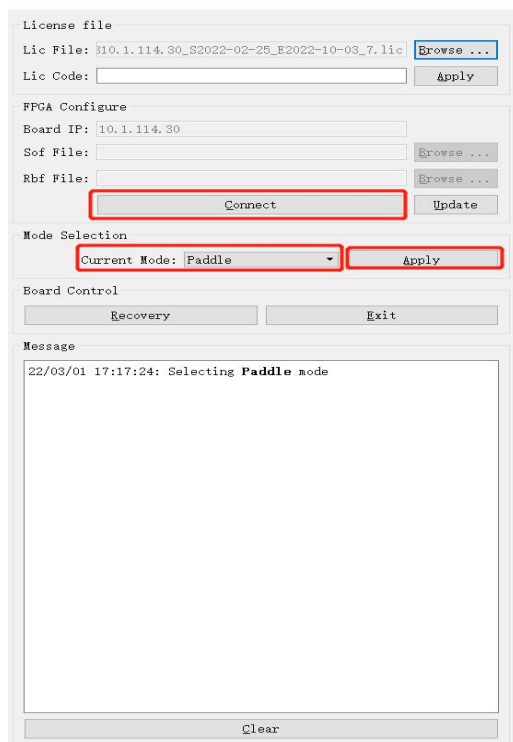 License file
Lic File: 310.1.114.30_S2022-02-25_E2022-10-03_7.lic Browse ...
Lic Code: Apply
FPGA Configure
Board IP: 10.1.114.30
Sof File: Browse ...
Rbf File: Browse ...
Connect Update
Mode Selection
Current Mode: Paddle Apply
Board Control
Recovery Exit
Message
22/03/01 17:17:24: Selecting Paddle mode
Clear